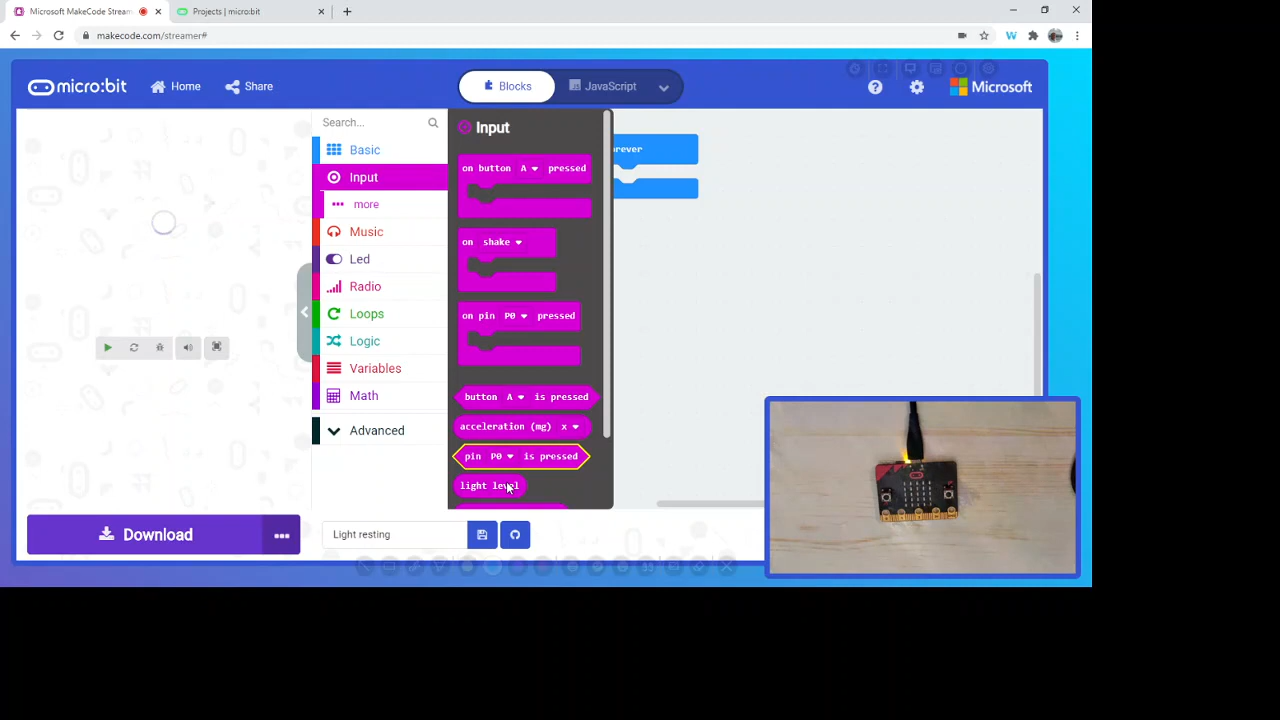 Microsoft MakeCode Strea
Projects | micro:bit
makecode.com/streamer#
micro:bit
Home
Share
Blocks
JavaScript
Microsoft
Search...
Basic
Input
more
Music
Led
Radio
Loops
Logic
Variables
Math
Advanced
Input
on button A pressed
on shake
on pin P0 pressed
button A is pressed
acceleration (mg) x
pin P0 is pressed
light level
rever
Download
Light resting